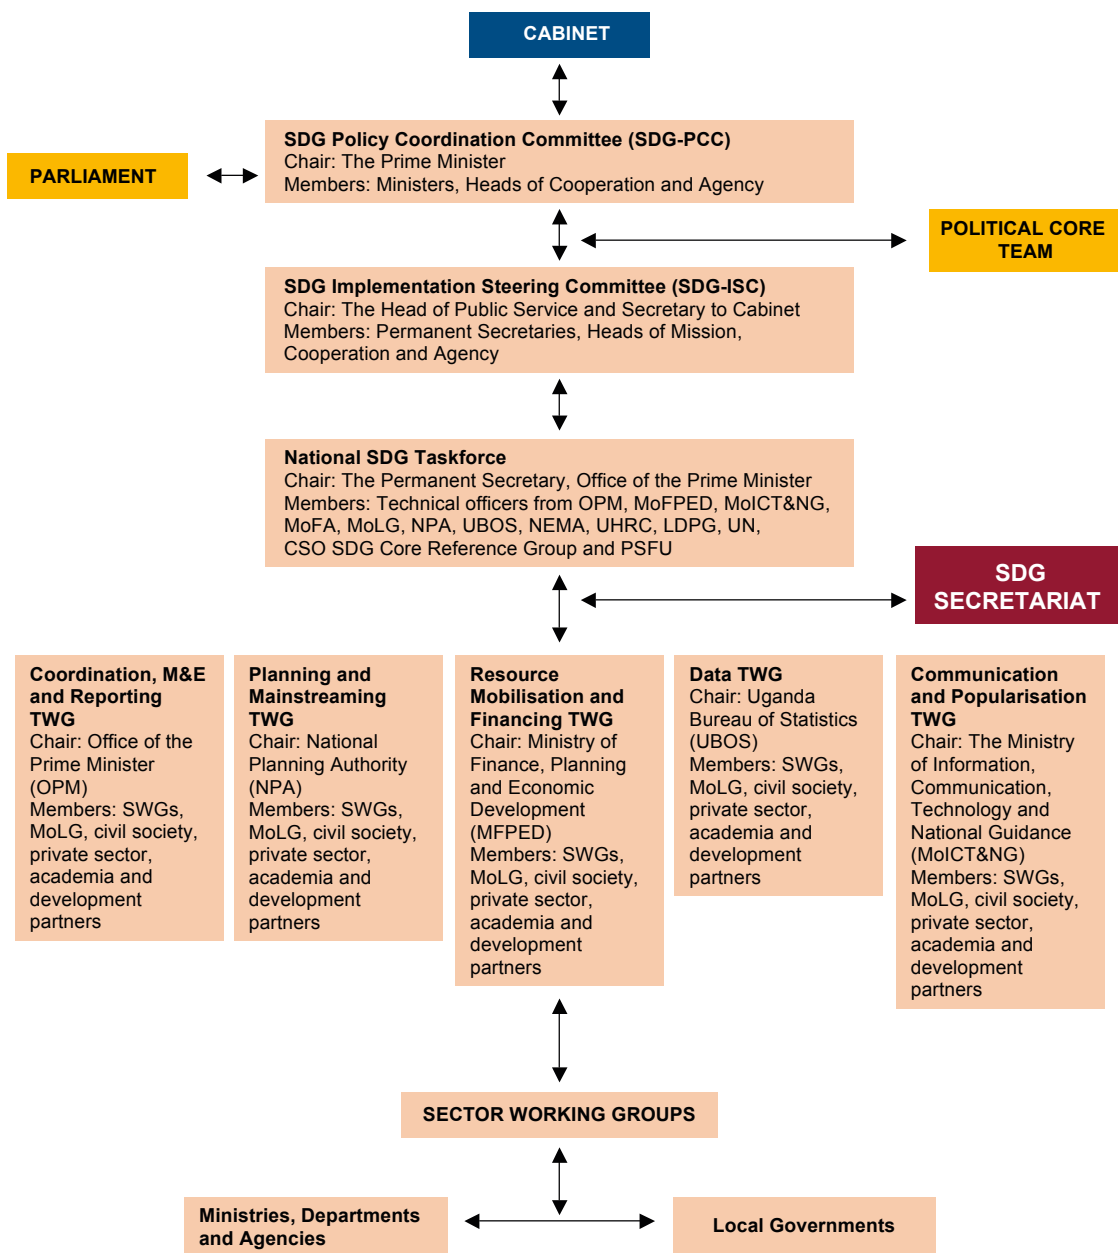 CABINET
SDG Policy Coordination Committee (SDG-PCC)
Chair: The Prime Minister
Members: Ministers, Heads of Cooperation and Agency
PARLIAMENT
POLITICAL CORE
TEAM
SDG Implementation Steering Committee (SDG-ISC)
Chair: The Head of Public Service and Secretary to Cabinet
Members: Permanent Secretaries, Heads of Mission,
Cooperation and Agency
National SDG Taskforce
Chair: The Permanent Secretary, Office of the Prime Minister
Members: Technical officers from OPM, MoFPED, MoICT&NG,
MoFA, MoLG, NPA, UBOS, NEMA, UHRC, LDPG, UN,
CSO SDG Core Reference Group and PSFU
SDG
SECRETARIAT
Coordination, M&E
and Reporting
TWG
Chair: Office of the
Prime Minister
(OPM)
Members: SWGs,
MoLG, civil society,
private sector,
academia and
development
partners
Planning and
Mainstreaming
TWG
Chair: National
Planning Authority
(NPA)
Members: SWGs,
MoLG, civil society,
private sector,
academia and
development
partners
Resource
Mobilisation and
Financing TWG
Chair: Ministry of
Finance, Planning
and Economic
Development
(MFPED)
Members: SWGs,
MoLG, civil society,
private sector,
academia and
development
partners
Data TWG
Chair: Uganda
Bureau of Statistics
(UBOS)
Members: SWGs,
MoLG, civil society,
private sector,
academia and
development
partners
Communication
and Popularisation
TWG
Chair: The Ministry
of Information,
Communication,
Technology and
National Guidance
(MoICT&NG)
Members: SWGs,
MoLG, civil society,
private sector,
academia and
development
partners
SECTOR WORKING GROUPS
Ministries, Departments
and Agencies
Local Governments